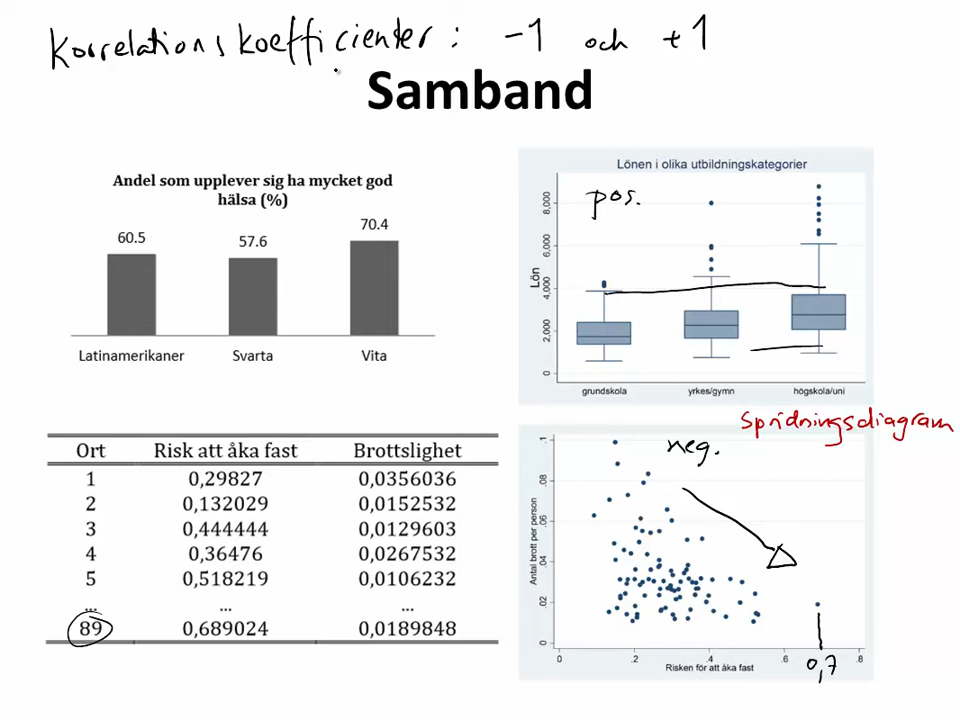 Korrelationskoefficienter: -1 och +1
Samband
Andel som upplever sig ha mycket god
hälsa (%)
60.5
57.6
70.4
Latinamerikaner
Svarta
Vita
Lönen i olika utbildningskategorier
pos.
Lön
8,000
6,000
4,000
2,000
0
grundskola
yrkes/gymn
högskola/uni
Ort Risk att åka fast Brottslighet
1 0,29827 0,0356036
2 0,132029 0,0152532
3 0,444444 0,0129603
4 0,36476 0,0267532
5 0,518219 0,0106232
... ... ...
89 0,689024 0,0189848
Spridningsdiagram
neg.
Antal brott per person
.1
.08
.06
.04
.02
0
0 .2 .4 .6 .8
Risken för att åka fast
0,7